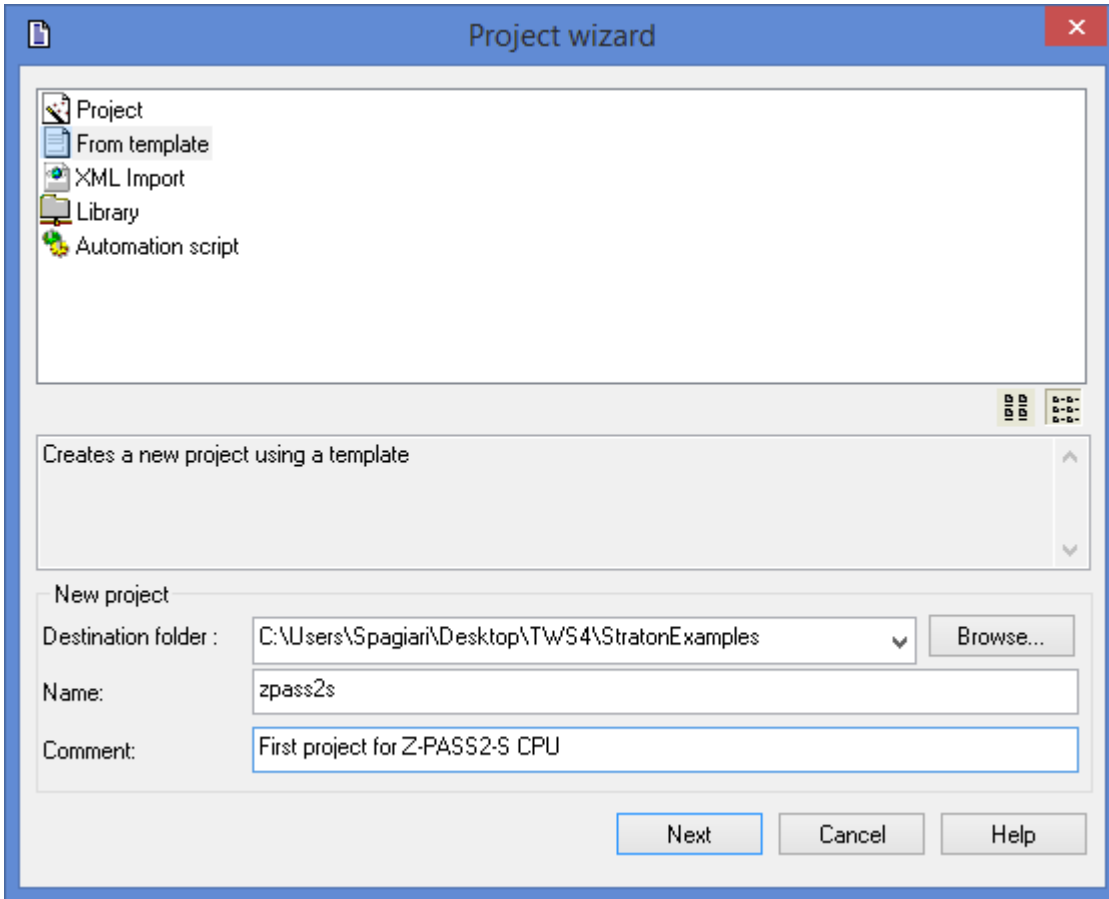 Project wizard
Project
From template
XML Import
Library
Automation script
Creates a new project using a template
New project
Destination folder : C:\Users\Spagiari\Desktop\TWS4\StratonExamples Browse...
Name: zpass2s
Comment: First project for Z-PASS2-S CPU
Next Cancel Help